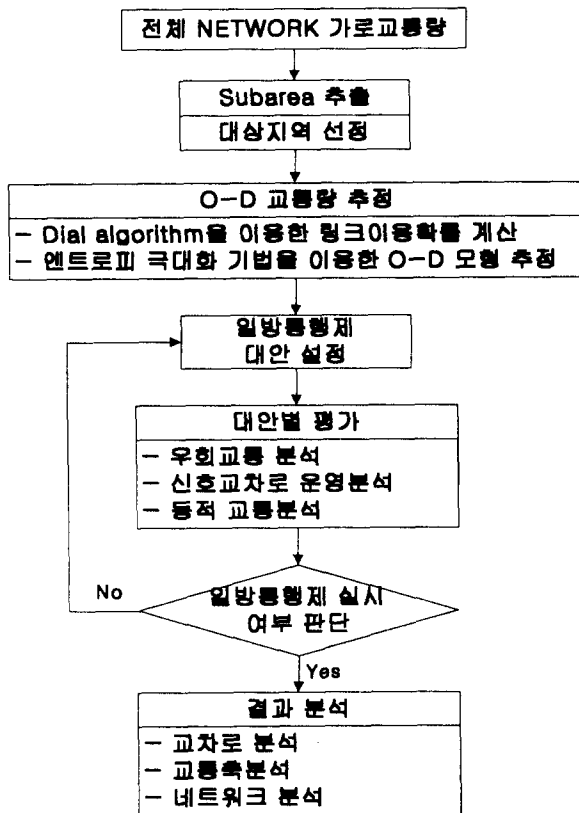 전체 NETWORK 가로교통량
Subarea 추출
대상지역 선정
O-D 교통량 추정
- Dial algorithm을 이용한 링크이용확률 계산
- 엔트로피 극대화 기법을 이용한 O-D 모형 추정
일방통행제
대안 설정
대안별 평가
- 우회교통 분석
- 신호교차로 운영분석
- 동적 교통분석
No
일방통행제 실시
여부 판단
Yes
결과 분석
- 교차로 분석
- 교통축분석
- 네트워크 분석